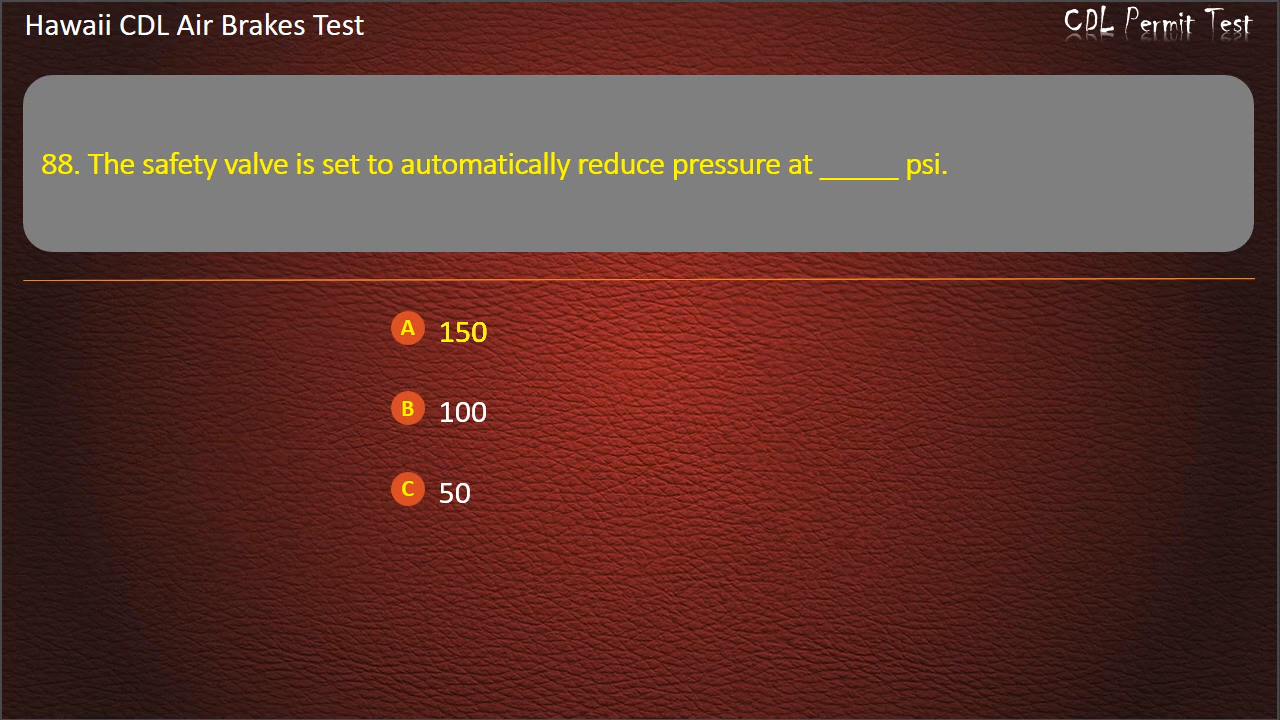 Hawaii CDL Air Brakes Test
CDL Permit Test
88. The safety valve is set to automatically reduce pressure at _____ psi.
A 150
B 100
C 50